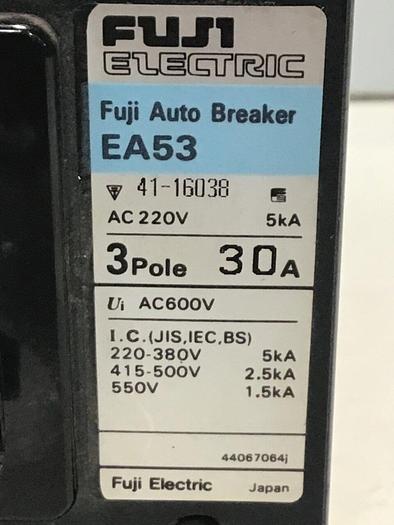 FUJI
ELECTRIC
Fuji Auto Breaker
EA53
41-16038
AC 220V 5kA
3Pole 30A
Ui AC600V
I.C.(JIS,IEC,BS)
220-380V 5kA
415-500V 2.5kA
550V 1.5kA
44067064j
Fuji Electric Japan